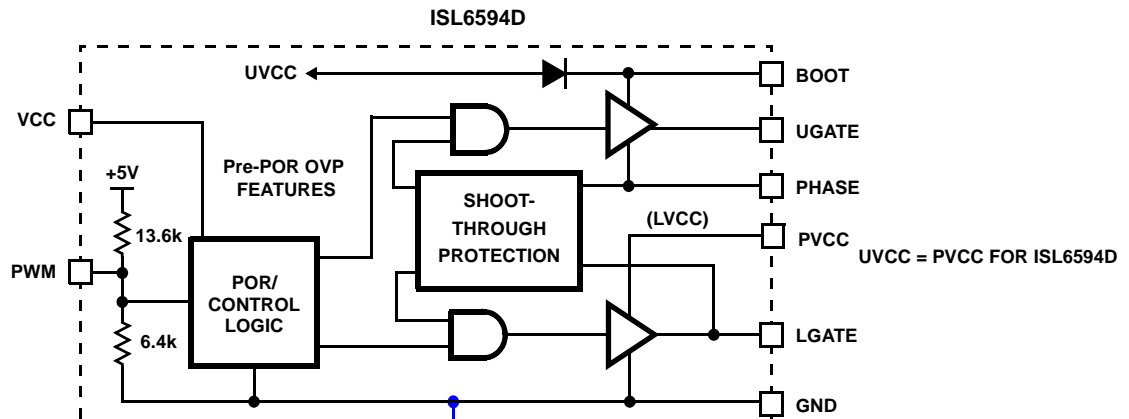 ISL6594D
UVCC
BOOT
VCC
UGATE
+5V
Pre-POR OVP
FEATURES
PHASE
SHOOT-
THROUGH
PROTECTION
(LVCC)
13.6k
PVCC
UVCC = PVCC FOR ISL6594D
PWM
POR/
CONTROL
LOGIC
6.4k
LGATE
GND